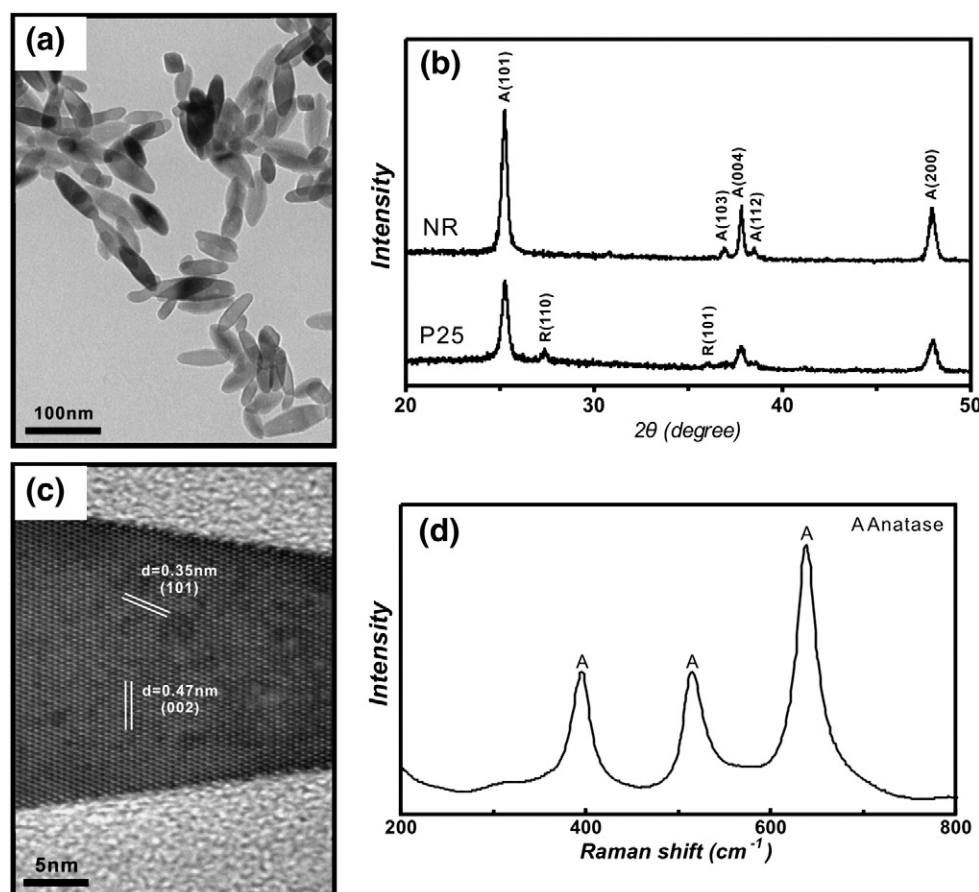 (a)
100nm
(b)
Intensity
NR
P25
A(101)
A(103)
A(004)
A(112)
A(200)
R(110)
R(101)
20
30
40
50
2θ (degree)
(c)
d=0.35nm
(101)
d=0.47nm
(002)
5nm
(d)
A Anatase
Intensity
A
A
A
200
400
600
800
Raman shift (cm⁻¹)